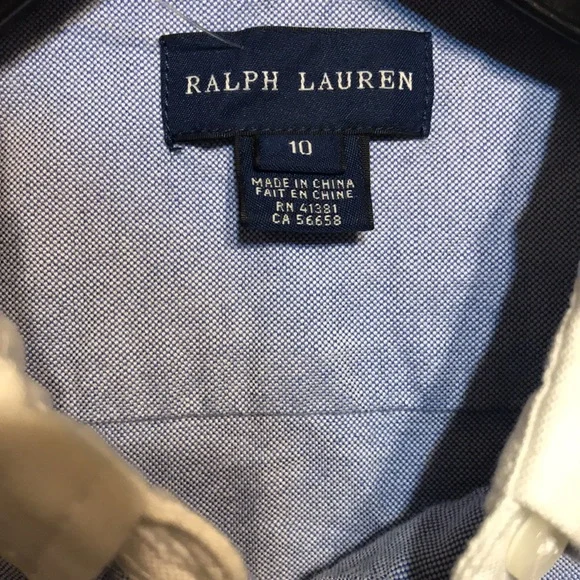 RALPH LAUREN
10
MADE IN CHINA
FAIT EN CHINE
RN 41381
CA 56658